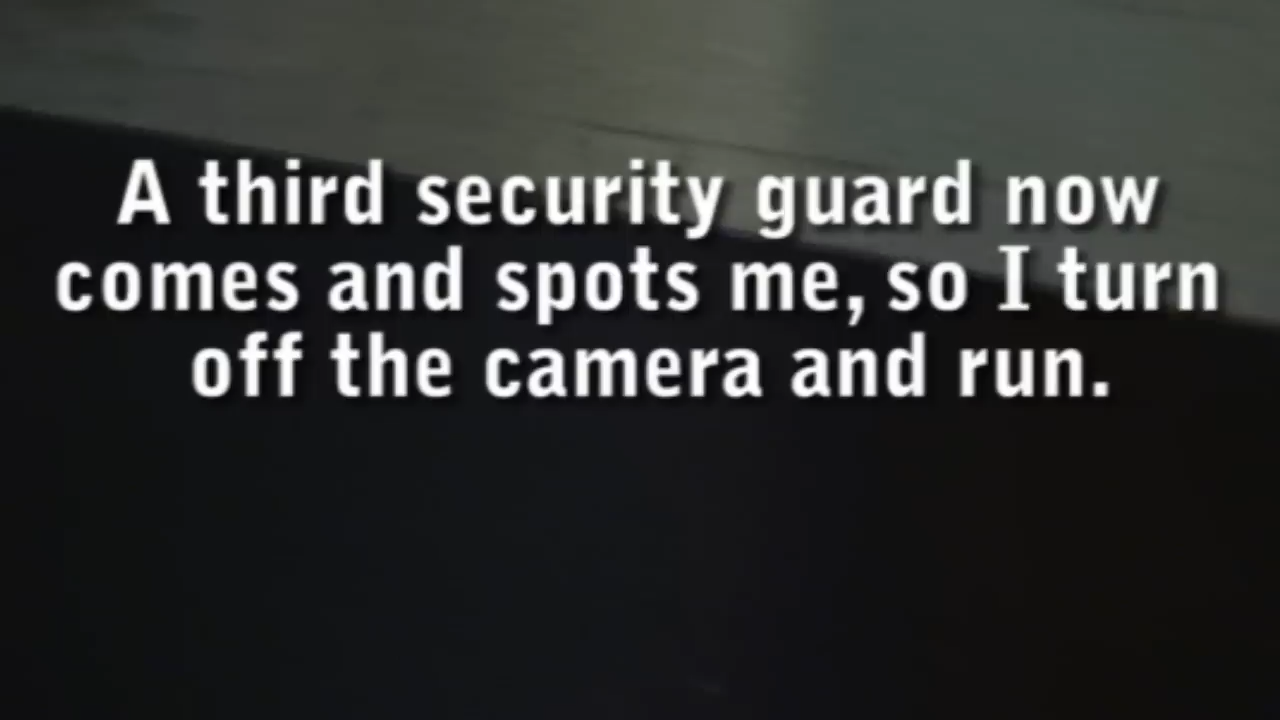 A third security guard now
comes and spots me, so I turn
off the camera and run.